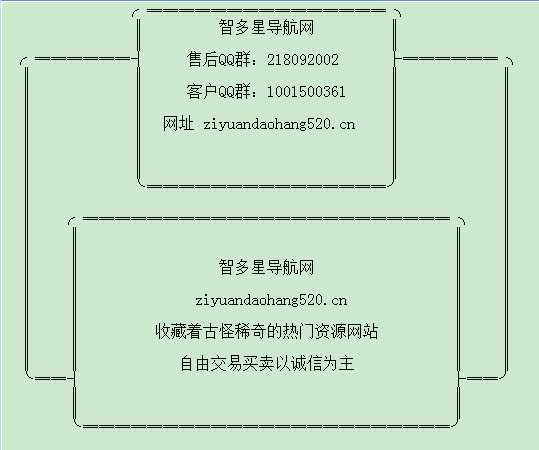 智多星导航网
售后QQ群：218092002
客户QQ群：1001500361
网址 ziyuandaohang520.cn
智多星导航网
ziyuandaohang520.cn
收藏着古怪稀奇的热门资源网站
自由交易买卖以诚信为主